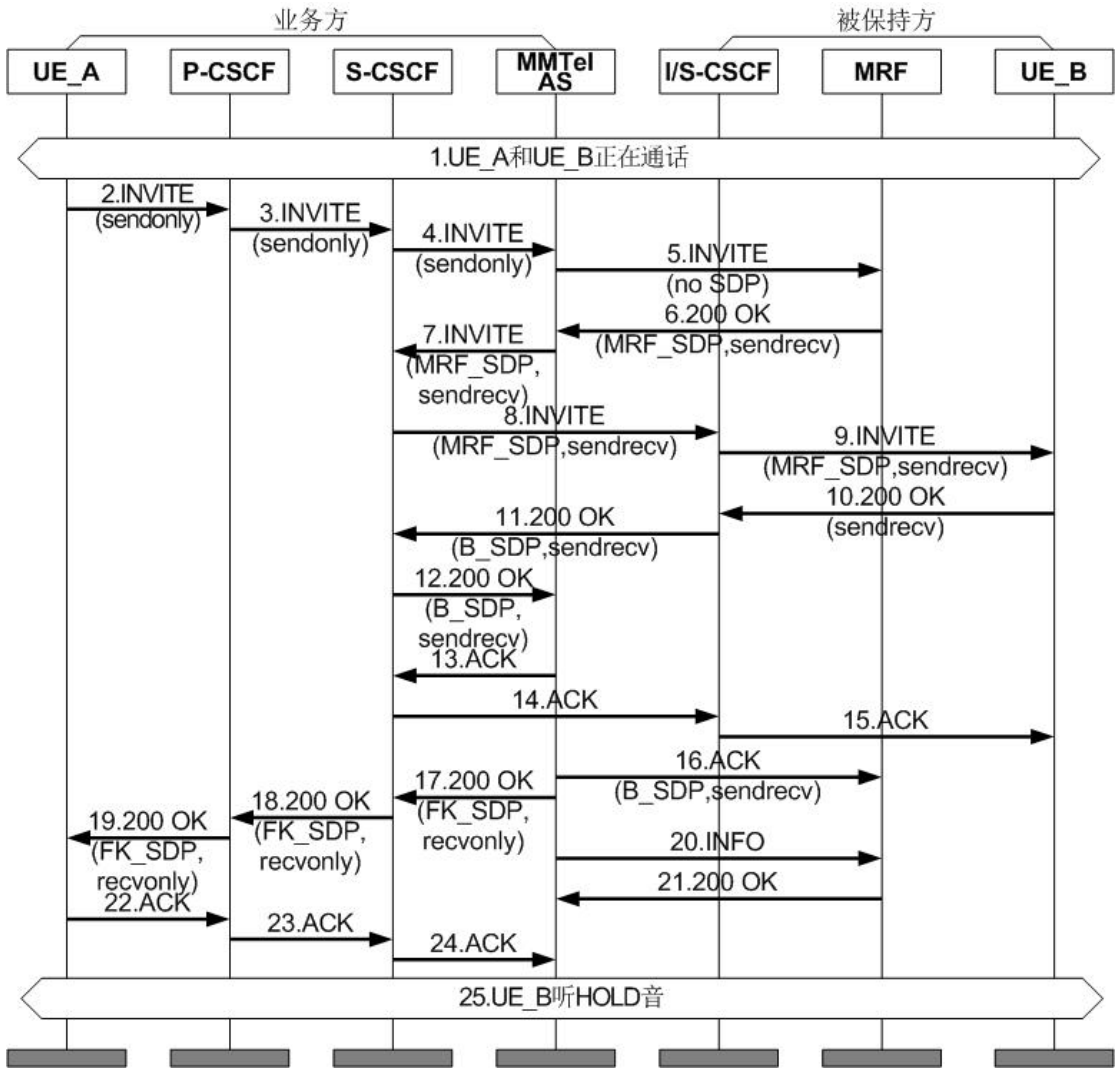 业务方
被保持方
UE_A
P-CSCF
S-CSCF
MMTel
AS
I/S-CSCF
MRF
UE_B
1.UE_A和UE_B正在通话
2.INVITE
(sendonly)
3.INVITE
(sendonly)
4.INVITE
(sendonly)
5.INVITE
(no SDP)
6.200 OK
(MRF_SDP,sendrecv)
7.INVITE
(MRF_SDP,
sendrecv)
8.INVITE
(MRF_SDP,sendrecv)
9.INVITE
(MRF_SDP,sendrecv)
10.200 OK
(sendrecv)
11.200 OK
(B_SDP,sendrecv)
12.200 OK
(B_SDP,
sendrecv)
13.ACK
14.ACK
15.ACK
16.ACK
(B_SDP,sendrecv)
17.200 OK
(FK_SDP,
recvonly)
18.200 OK
(FK_SDP,
recvonly)
19.200 OK
(FK_SDP,
recvonly)
20.INFO
21.200 OK
22.ACK
23.ACK
24.ACK
25.UE_B听HOLD音